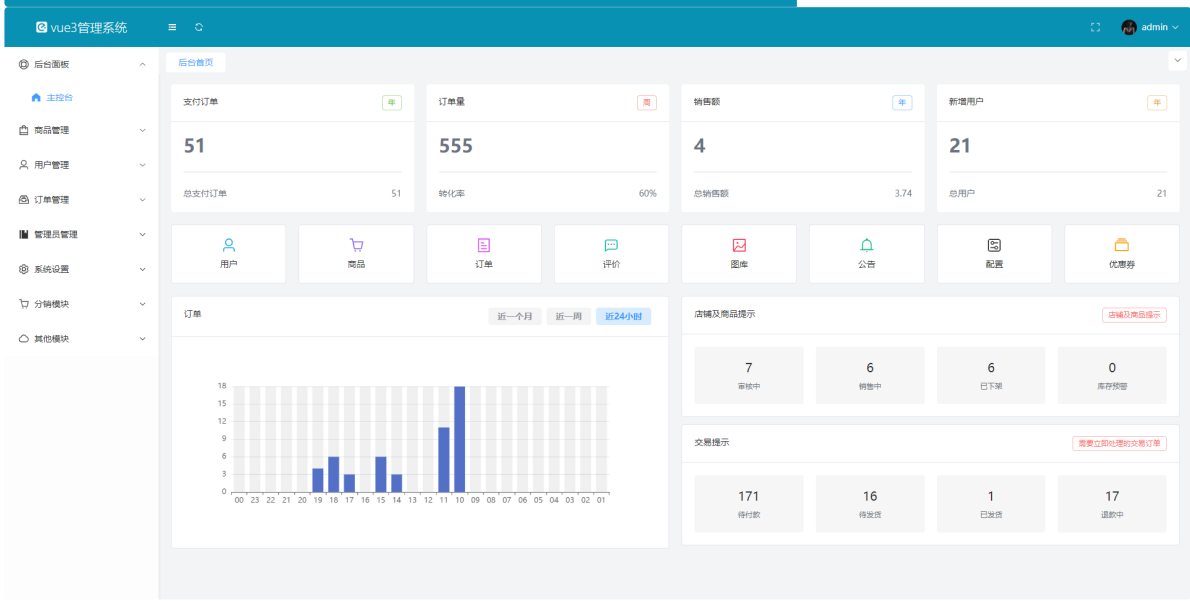 vue3管理系统
admin
后台面板
主控台
商品管理
用户管理
订单管理
管理员管理
系统设置
分销模块
其他模块
后台首页
支付订单 年
51
总支付订单 51
订单量 周
555
转化率 60%
销售额 年
4
总销售额 3.74
新增用户 年
21
总用户 21
用户
商品
订单
评价
图库
公告
配置
优惠券
订单 近一个月 近一周 近24小时
18
15
12
9
6
3
0
00 23 22 21 20 19 18 17 16 15 14 13 12 11 10 09 08 07 06 05 04 03 02 01
店铺及商品提示 店铺及商品提示
7 6 6 0
审核中 销售中 已下架 库存预警
交易提示 需要立即处理的交易订单
171 16 1 17
待付款 待发货 已发货 退款中